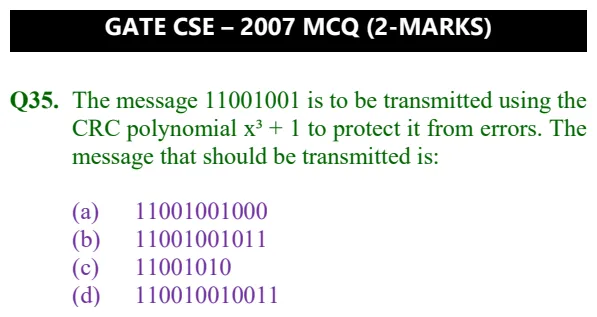 GATE CSE – 2007 MCQ (2-MARKS)
Q35. The message 11001001 is to be transmitted using the
CRC polynomial x³ + 1 to protect it from errors. The
message that should be transmitted is:
(a) 11001001000
(b) 11001001011
(c) 11001010
(d) 110010010011